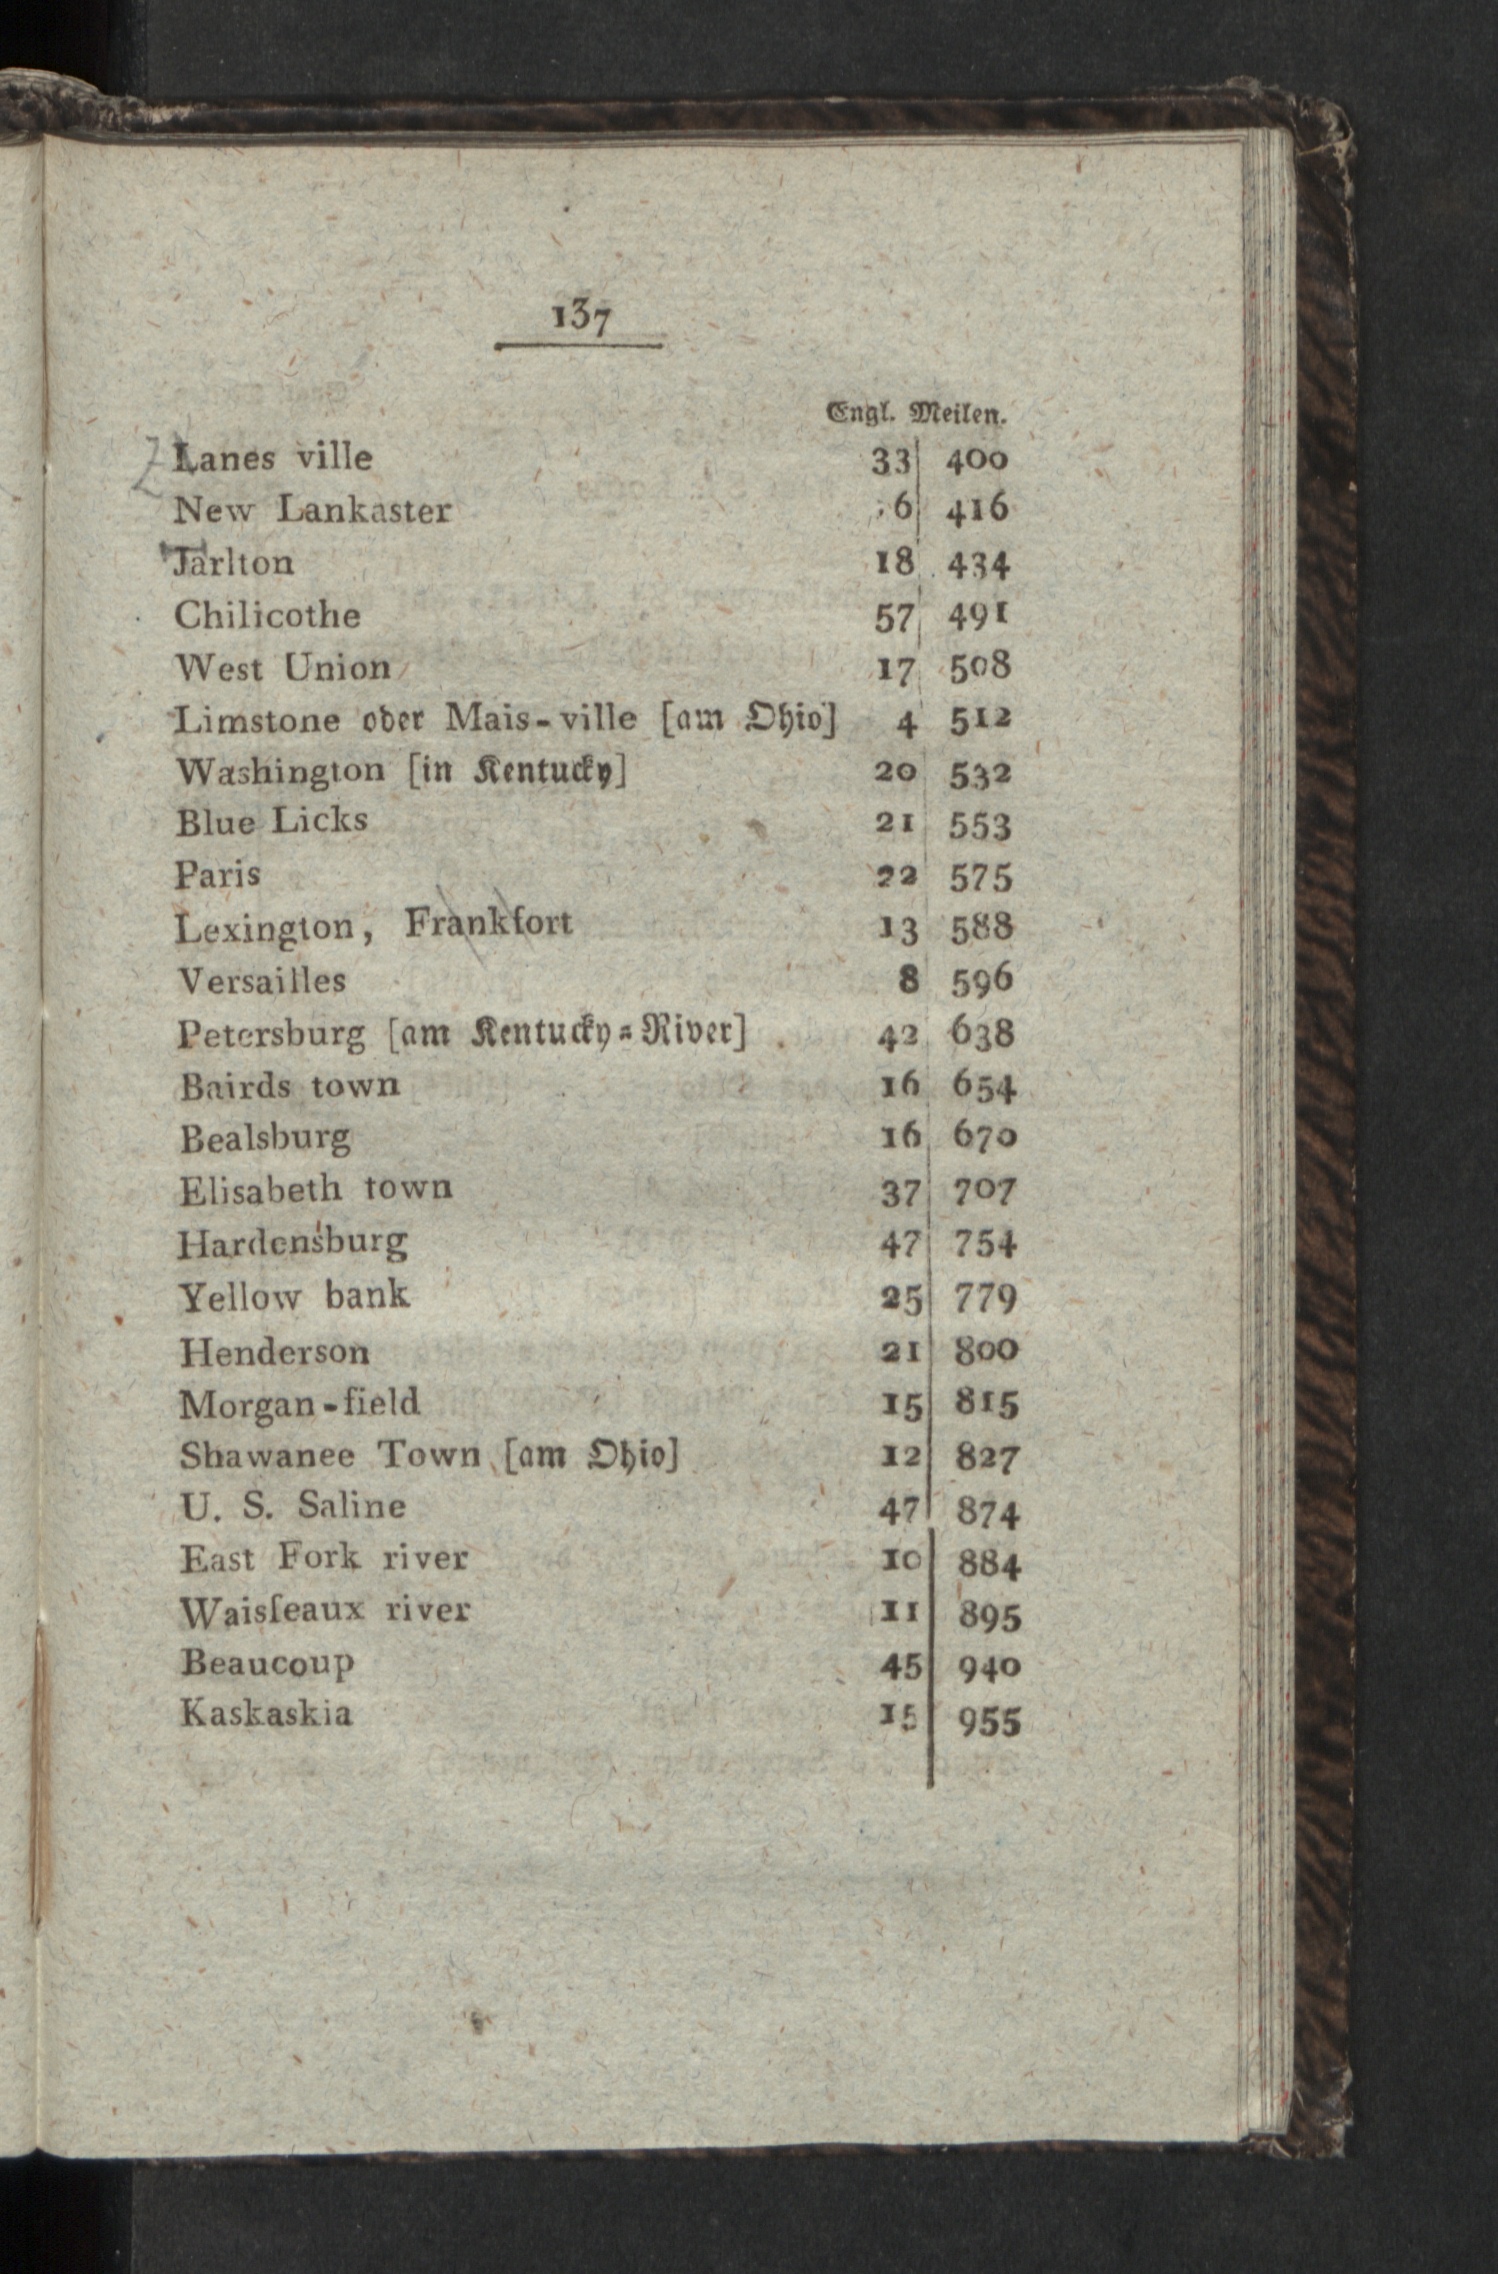 137
Engl. Meilen.
Lanes ville 33 400
New Lankaster 6 416
Jarlton 18 434
Chilicothe 57 491
West Union 17 508
Limstone oder Mais-ville [am Ohio] 4 512
Washington [in Kentucky] 20 532
Blue Licks 21 553
Paris 22 575
Lexington, Frankfort 13 588
Versailles 8 596
Petersburg [am Kentucky=River] 42 638
Bairds town 16 654
Bealsburg 16 670
Elisabeth town 37 707
Hardensburg 47 754
Yellow bank 25 779
Henderson 21 800
Morgan-field 15 815
Shawanee Town [am Ohio] 12 827
U. S. Saline 47 874
East Fork river 10 884
Waisſeaux river 11 895
Beaucoup 45 940
Kaskaskia 15 955